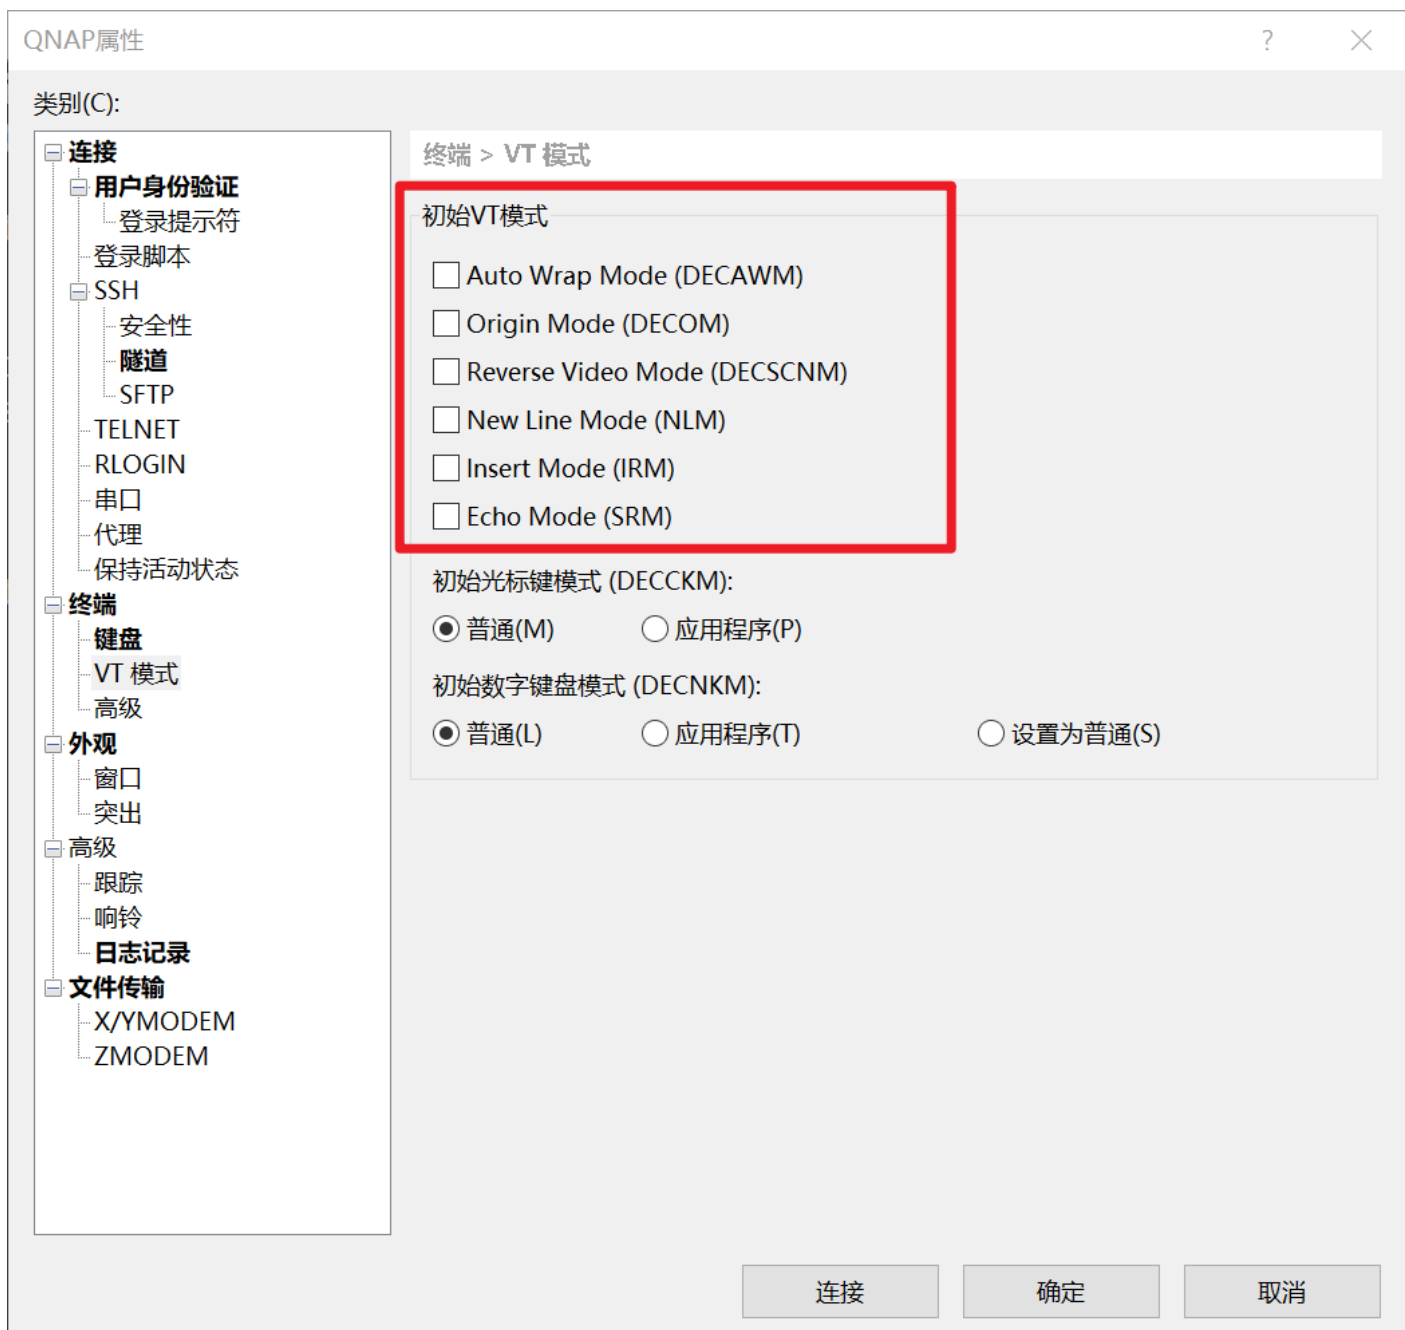 QNAP属性
类别(C):
连接
用户身份验证
登录提示符
登录脚本
SSH
安全性
隧道
SFTP
TELNET
RLOGIN
串口
代理
保持活动状态
终端
键盘
VT 模式
高级
外观
窗口
突出
高级
跟踪
响铃
日志记录
文件传输
X/YMODEM
ZMODEM
终端 > VT 模式
初始VT模式
Auto Wrap Mode (DECAWM)
Origin Mode (DECOM)
Reverse Video Mode (DECSCNM)
New Line Mode (NLM)
Insert Mode (IRM)
Echo Mode (SRM)
初始光标键模式 (DECCKM):
普通(M) 应用程序(P)
初始数字键盘模式 (DECNKM):
普通(L) 应用程序(T) 设置为普通(S)
连接 确定 取消